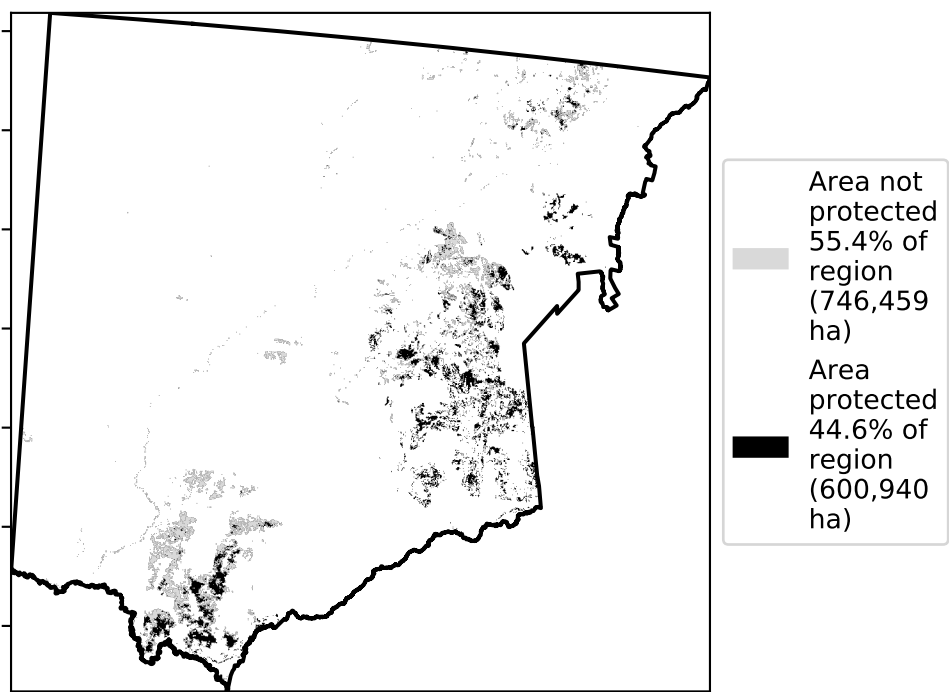 Area not
protected
55.4% of
region
(746,459
ha)
Area
protected
44.6% of
region
(600,940
ha)